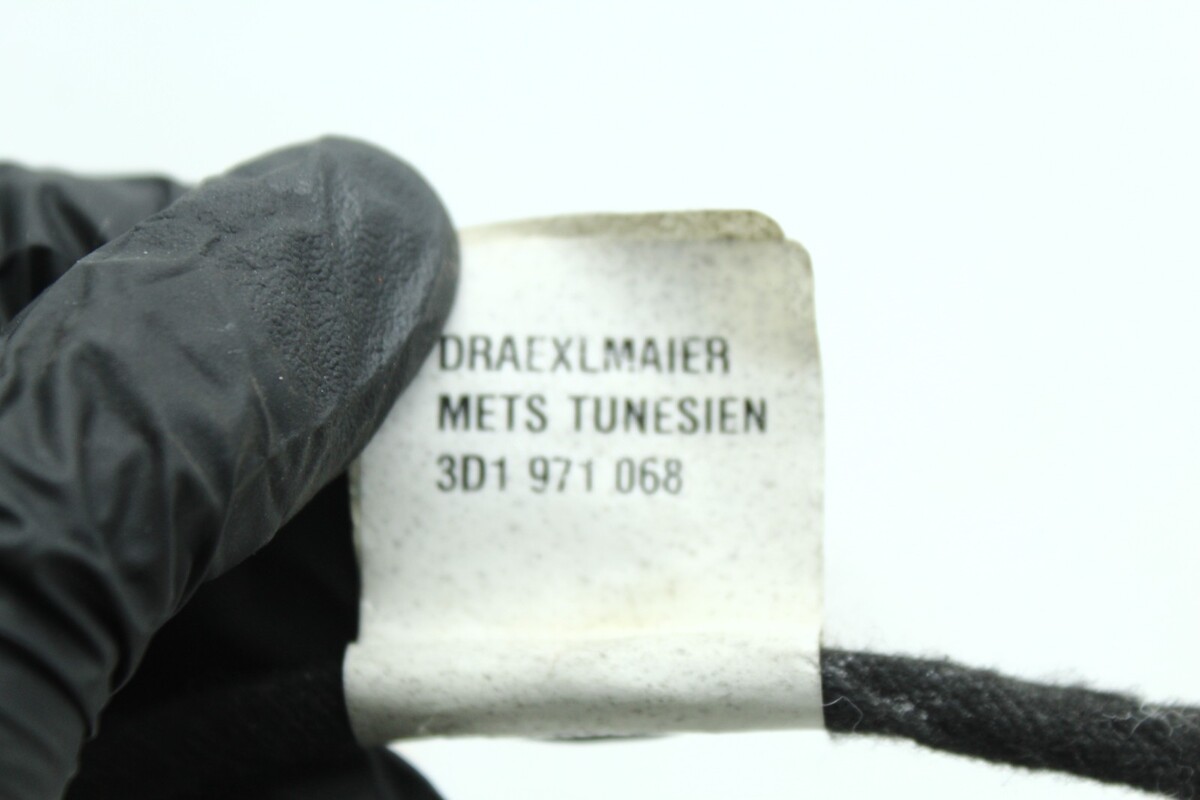 DRAEXLMAIER
METS TUNESIEN
3D1 971 068